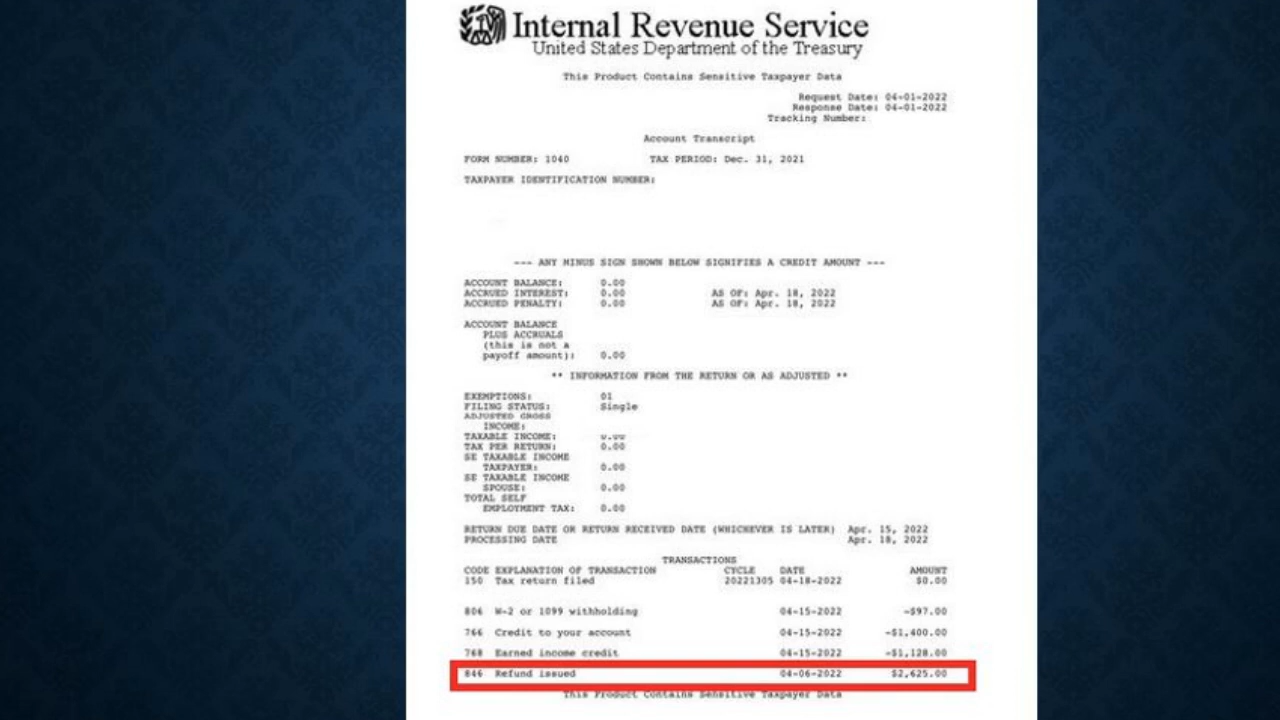 Internal Revenue Service
United States Department of the Treasury
This Product Contains Sensitive Taxpayer Data
Request Date: 04-01-2022
Response Date: 04-01-2022
Tracking Number:
Account Transcript
FORM NUMBER: 1040 TAX PERIOD: Dec. 31, 2021
TAXPAYER IDENTIFICATION NUMBER:
--- ANY MINUS SIGN SHOWN BELOW SIGNIFIES A CREDIT AMOUNT ---
ACCOUNT BALANCE: 0.00
ACCRUED INTEREST: 0.00 AS OF: Apr. 18, 2022
ACCRUED PENALTY: 0.00 AS OF: Apr. 18, 2022
ACCOUNT BALANCE
PLUS ACCRUALS
(this is not a
payoff amount): 0.00
** INFORMATION FROM THE RETURN OR AS ADJUSTED **
EXEMPTIONS: 01
FILING STATUS: Single
ADJUSTED GROSS
INCOME:
TAXABLE INCOME: 0.00
TAX PER RETURN: 0.00
SE TAXABLE INCOME
TAXPAYER: 0.00
SE TAXABLE INCOME
SPOUSE: 0.00
TOTAL SELF
EMPLOYMENT TAX: 0.00
RETURN DUE DATE OR RETURN RECEIVED DATE (WHICHEVER IS LATER) Apr. 15, 2022
PROCESSING DATE Apr. 18, 2022
TRANSACTIONS
CODE EXPLANATION OF TRANSACTION CYCLE DATE AMOUNT
150 Tax return filed 20221305 04-18-2022 $0.00
806 W-2 or 1099 withholding 04-15-2022 -$97.00
766 Credit to your account 04-15-2022 -$1,400.00
768 Earned income credit 04-15-2022 -$1,128.00
846 Refund issued 04-06-2022 $2,625.00
This Product Contains Sensitive Taxpayer Data